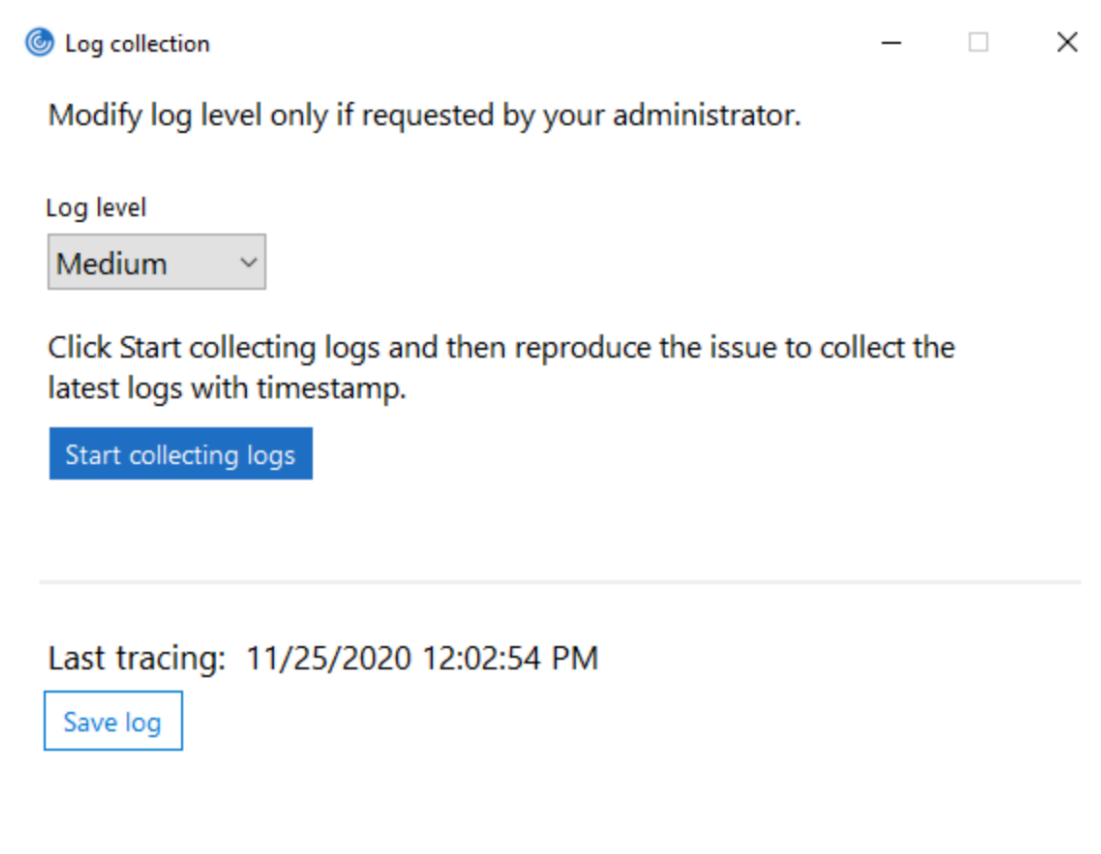 Log collection
Modify log level only if requested by your administrator.
Log level
Medium
Click Start collecting logs and then reproduce the issue to collect the
latest logs with timestamp.
Start collecting logs
Last tracing: 11/25/2020 12:02:54 PM
Save log